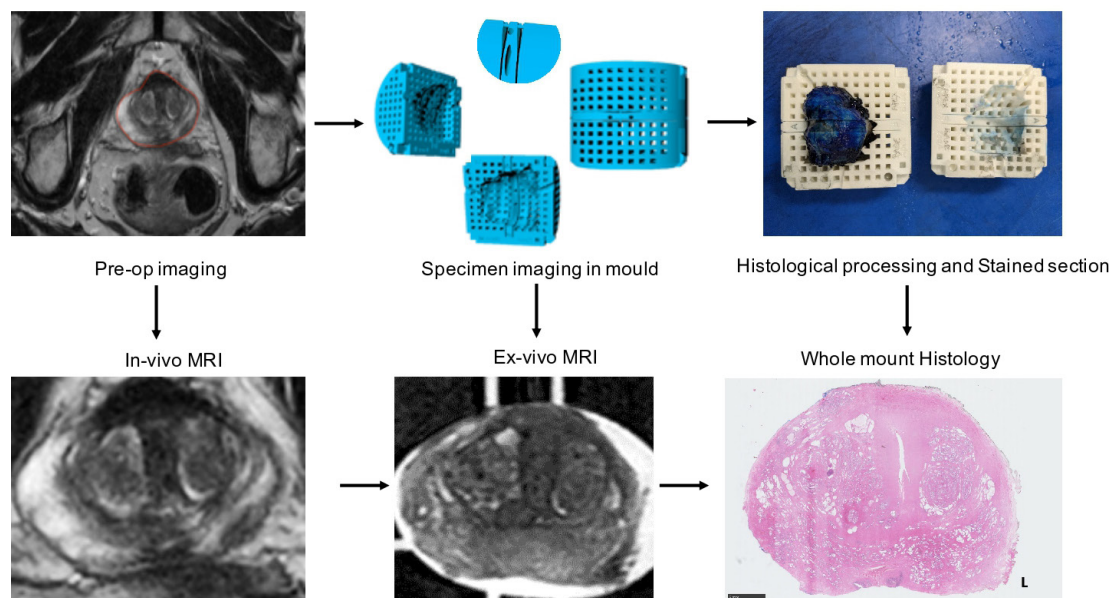 Pre-op imaging
Specimen imaging in mould
Histological processing and Stained section
In-vivo MRI
Ex-vivo MRI
Whole mount Histology
L